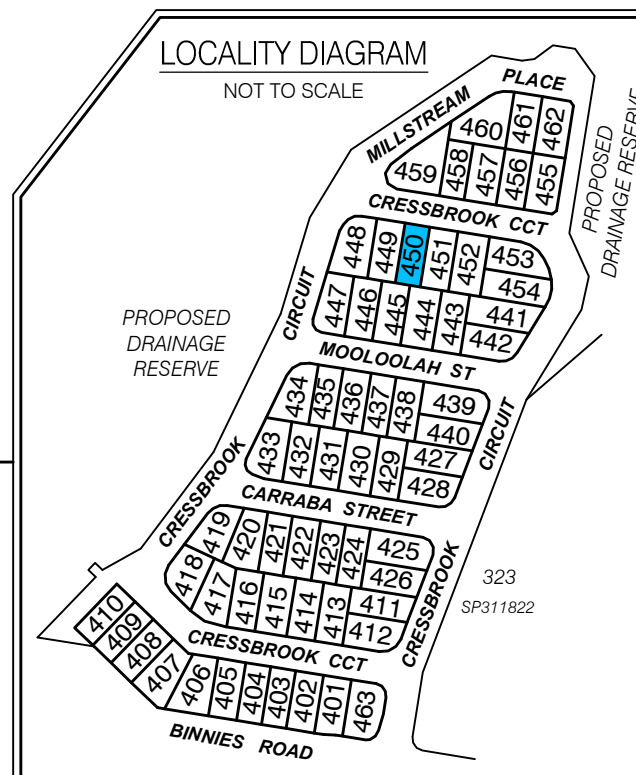 LOCALITY DIAGRAM
NOT TO SCALE
MILLSTREAM PLACE
460 461 462
459 458 457 456 455
PROPOSED
DRAINAGE RESERVE
CRESSBROOK CCT
448 449 450 451 452 453
454
447 446 445 444 443 441
442
CIRCUIT
PROPOSED
DRAINAGE
RESERVE
MOOLOOLAH ST
434 435 436 437 438 439
440
433 432 431 430 429 427
428
CIRCUIT
CRESSBROOK
CARRABA STREET
419 420 421 422 423 424 425
426
418 417 416 415 414 413 411
412
CRESSBROOK
323
SP311822
CRESSBROOK CCT
410
409
408
407
406 405 404 403 402 401 463
BINNIES ROAD